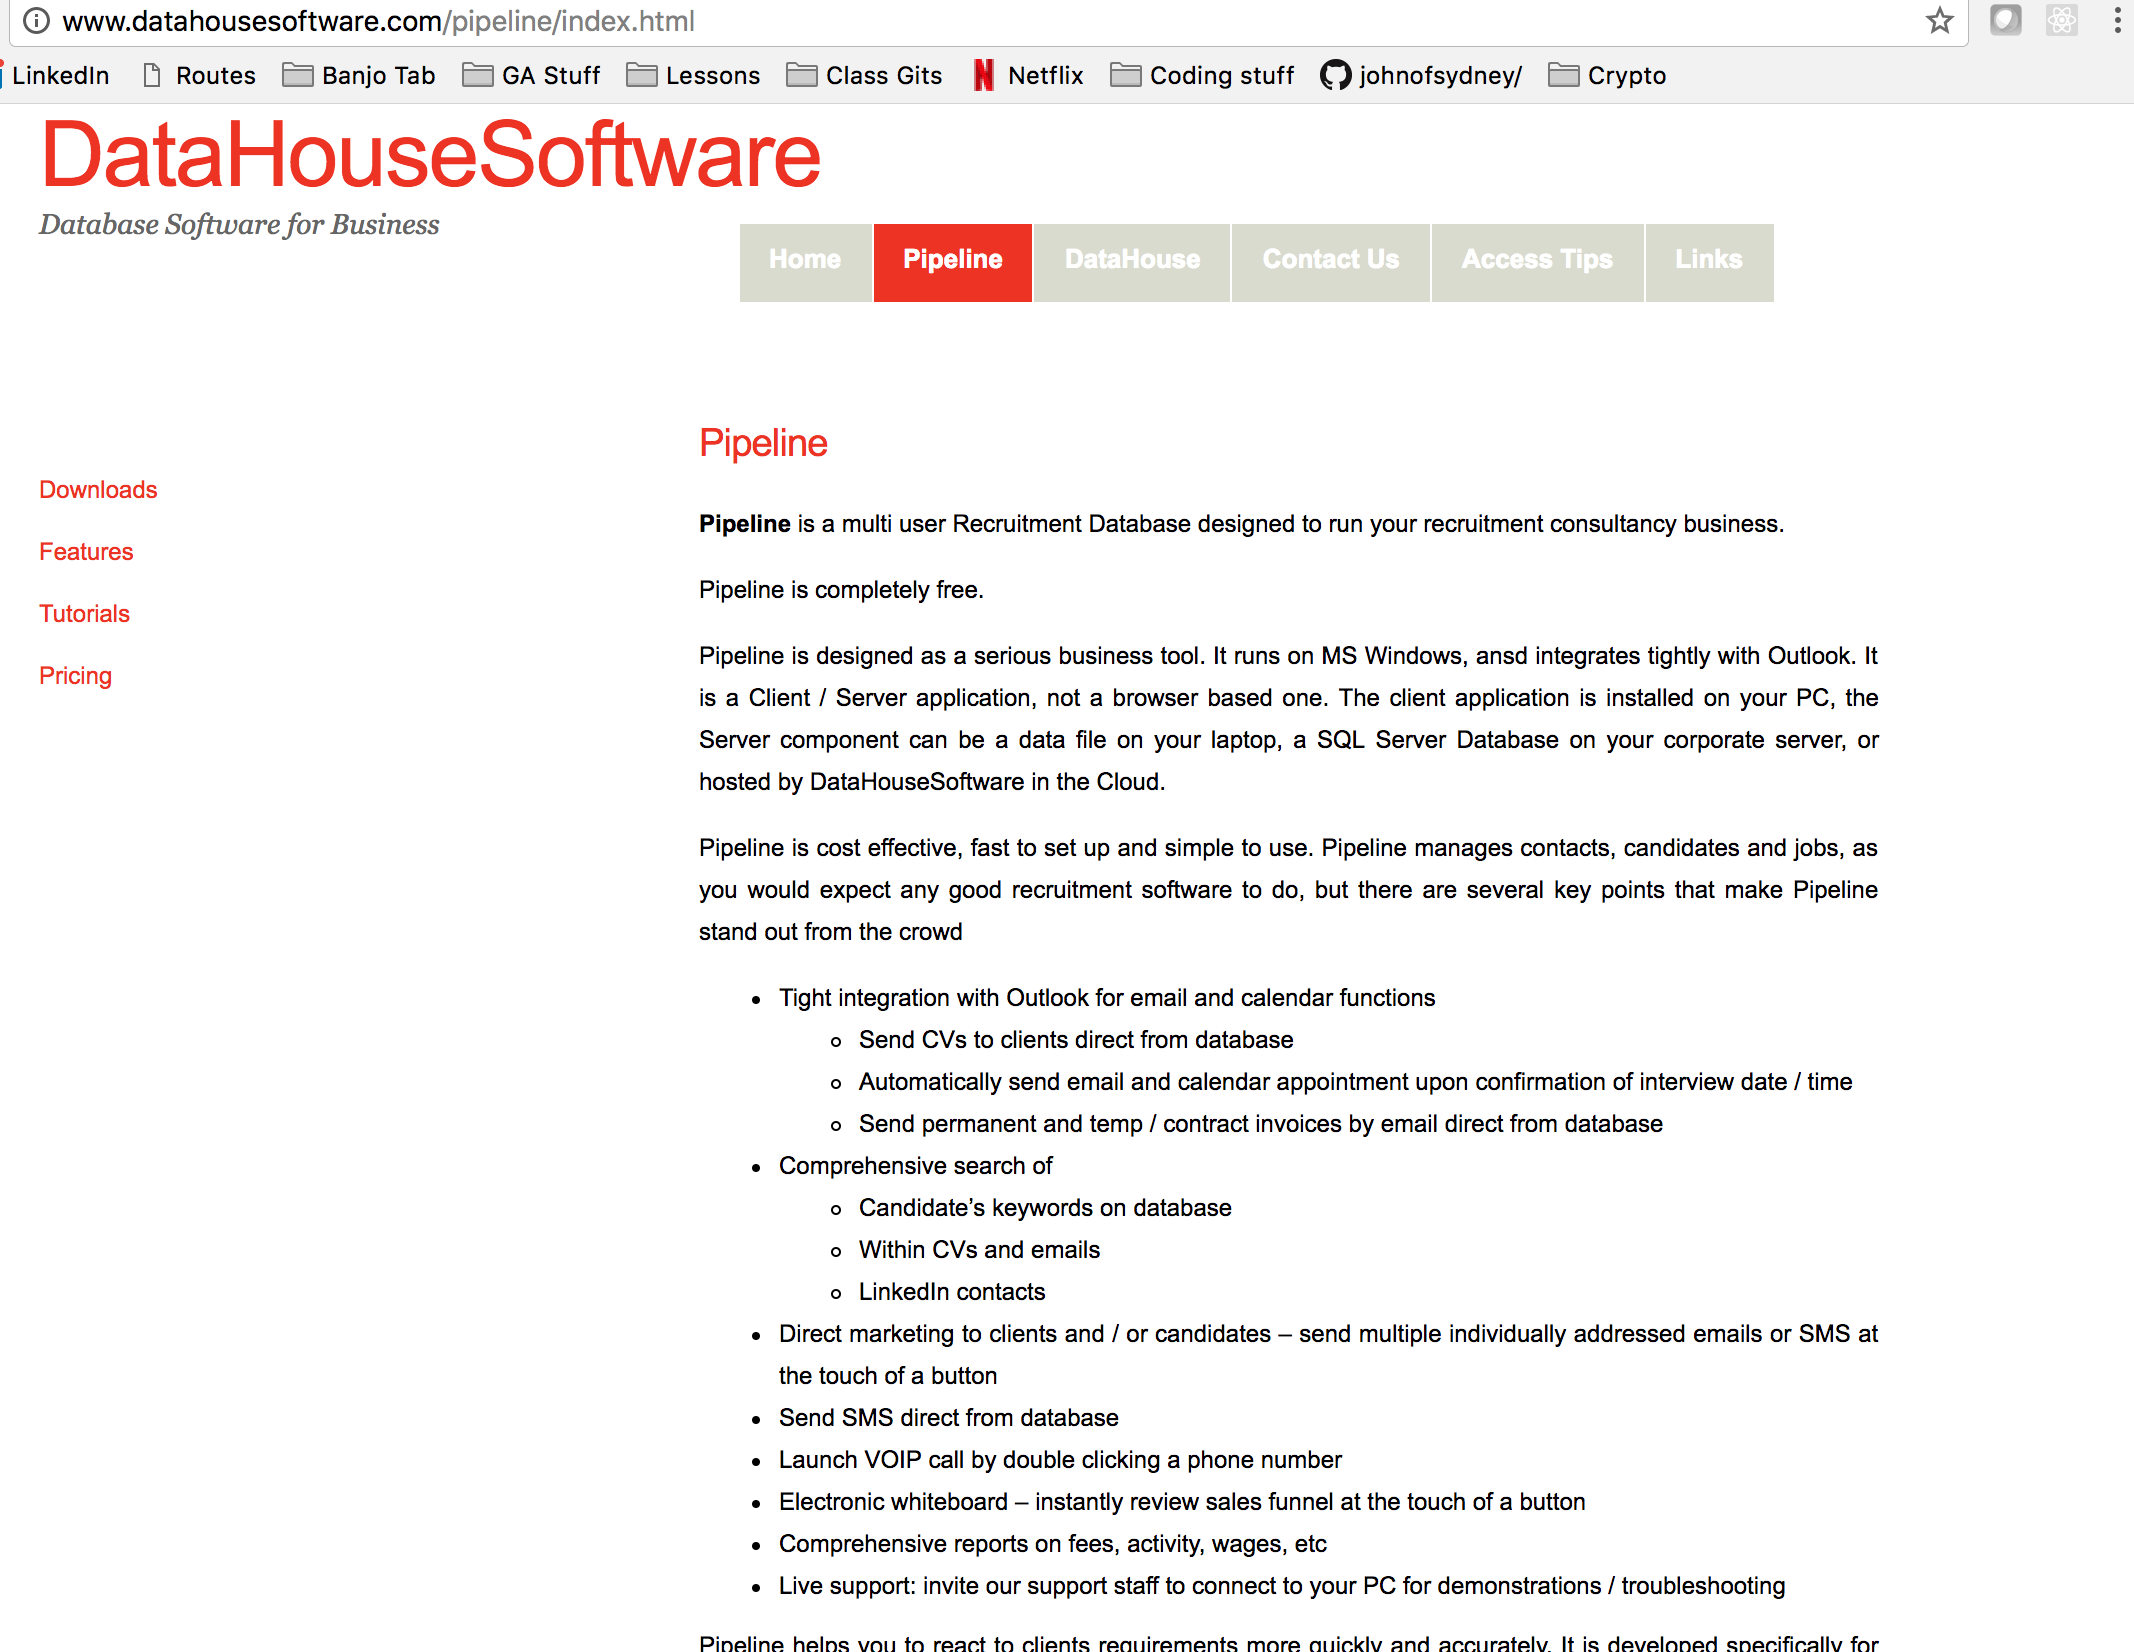 www.datahousesoftware.com/pipeline/index.html
LinkedIn Routes Banjo Tab GA Stuff Lessons Class Gits Netflix Coding stuff johnofsydney/ Crypto
DataHouseSoftware
Database Software for Business
Home Pipeline DataHouse Contact Us Access Tips Links
Downloads
Features
Tutorials
Pricing
Pipeline
Pipeline is a multi user Recruitment Database designed to run your recruitment consultancy business.
Pipeline is completely free.
Pipeline is designed as a serious business tool. It runs on MS Windows, ansd integrates tightly with Outlook. It
is a Client / Server application, not a browser based one. The client application is installed on your PC, the
Server component can be a data file on your laptop, a SQL Server Database on your corporate server, or
hosted by DataHouseSoftware in the Cloud.
Pipeline is cost effective, fast to set up and simple to use. Pipeline manages contacts, candidates and jobs, as
you would expect any good recruitment software to do, but there are several key points that make Pipeline
stand out from the crowd
Tight integration with Outlook for email and calendar functions
Send CVs to clients direct from database
Automatically send email and calendar appointment upon confirmation of interview date / time
Send permanent and temp / contract invoices by email direct from database
Comprehensive search of
Candidate’s keywords on database
Within CVs and emails
LinkedIn contacts
Direct marketing to clients and / or candidates – send multiple individually addressed emails or SMS at
the touch of a button
Send SMS direct from database
Launch VOIP call by double clicking a phone number
Electronic whiteboard – instantly review sales funnel at the touch of a button
Comprehensive reports on fees, activity, wages, etc
Live support: invite our support staff to connect to your PC for demonstrations / troubleshooting
Pipeline helps you to react to clients requirements more quickly and accurately. It is developed specifically for